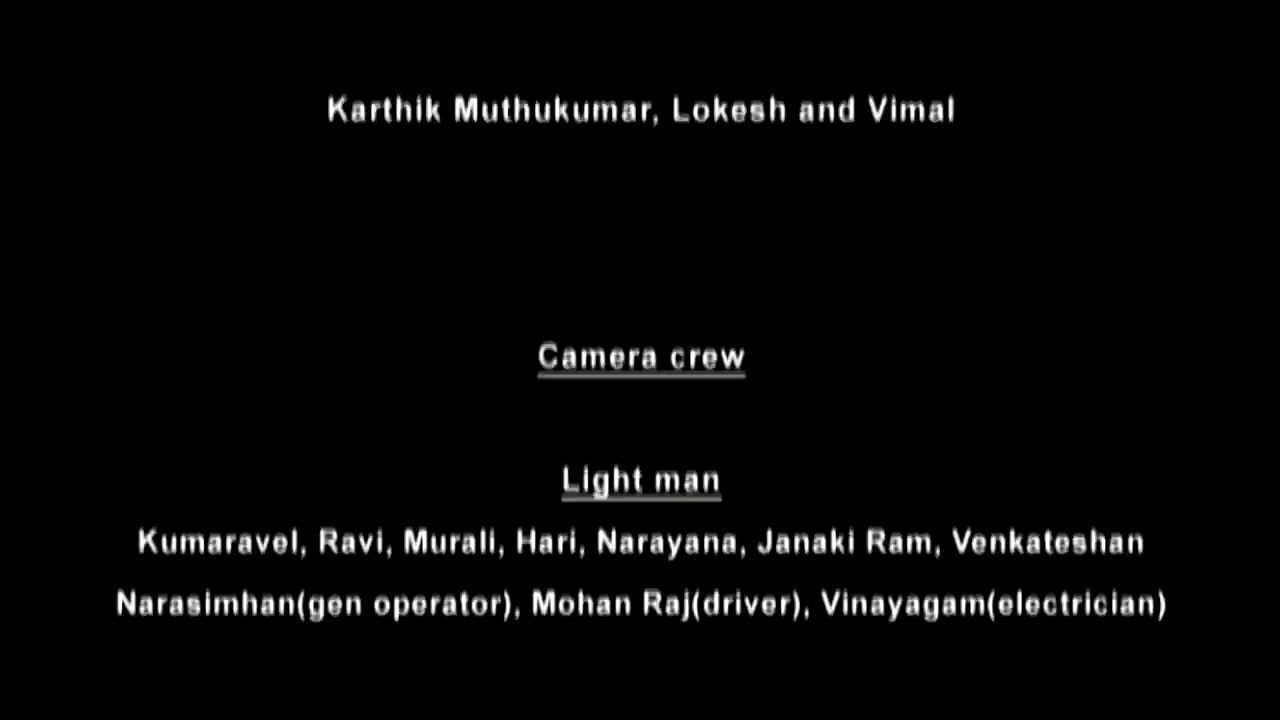 Karthik Muthukumar, Lokesh and Vimal
Camera crew
Light man
Kumaravel, Ravi, Murali, Hari, Narayana, Janaki Ram, Venkateshan
Narasimhan(gen operator), Mohan Raj(driver), Vinayagam(electrician)